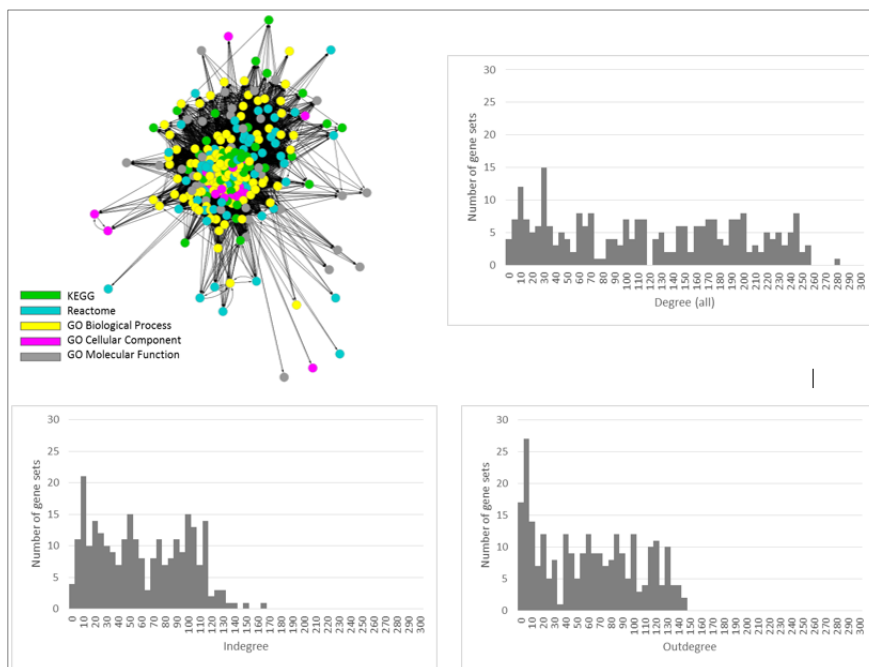 KEGG
Reactome
GO Biological Process
GO Cellular Component
GO Molecular Function
Number of gene sets
30
25
20
15
10
5
0
0 10 20 30 40 50 60 70 80 90 100 110 120 130 140 150 160 170 180 190 200 210 220 230 240 250 260 270 280 290 300
Degree (all)
Number of gene sets
30
25
20
15
10
5
0
0 10 20 30 40 50 60 70 80 90 100 110 120 130 140 150 160 170 180 190 200 210 220 230 240 250 260 270 280 290 300
Indegree
Number of gene sets
30
25
20
15
10
5
0
0 10 20 30 40 50 60 70 80 90 100 110 120 130 140 150 160 170 180 190 200 210 220 230 240 250 260 270 280 290 300
Outdegree